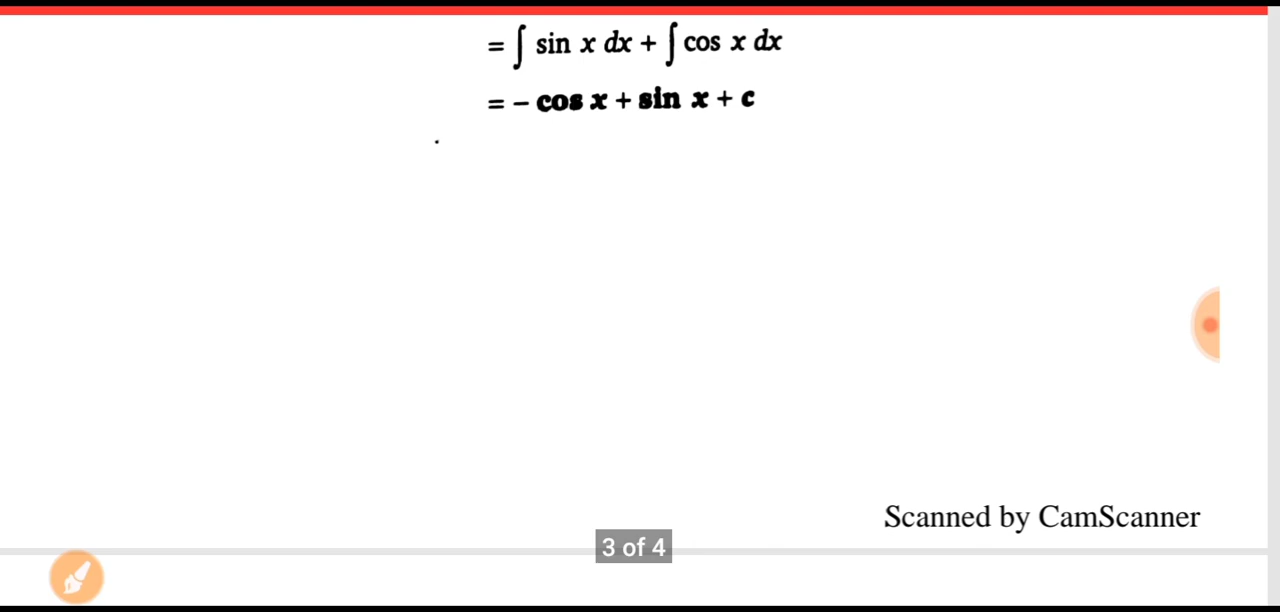 = ∫ sin x dx + ∫ cos x dx
= − cos x + sin x + c
Scanned by CamScanner
3 of 4